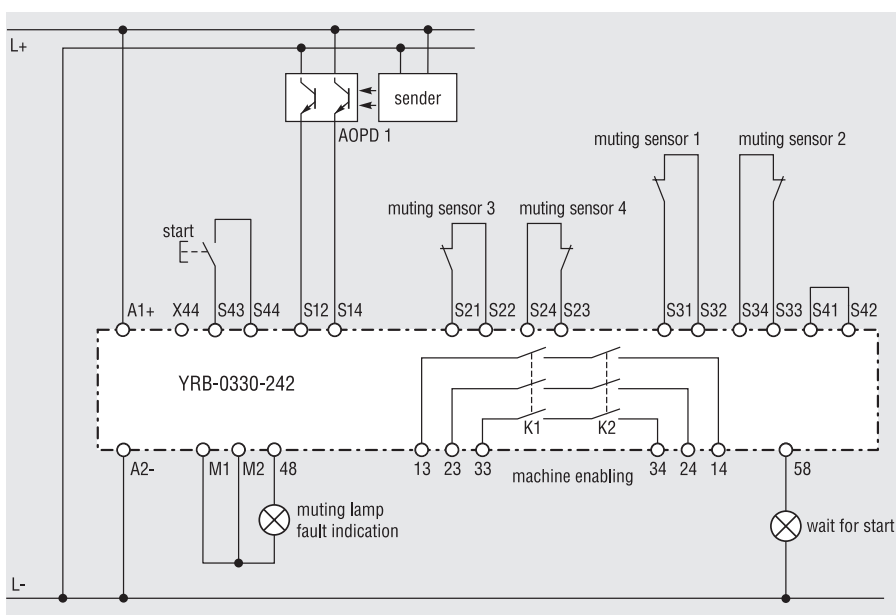 L+
sender
AOPD 1
muting sensor 1
muting sensor 2
muting sensor 3
muting sensor 4
start
A1+
X44
S43
S44
S12
S14
S21
S22
S24
S23
S31
S32
S34
S33
S41
S42
YRB-0330-242
K1
K2
A2-
M1
M2
48
13
23
33
machine enabling
34
24
14
58
muting lamp
fault indication
wait for start
L-